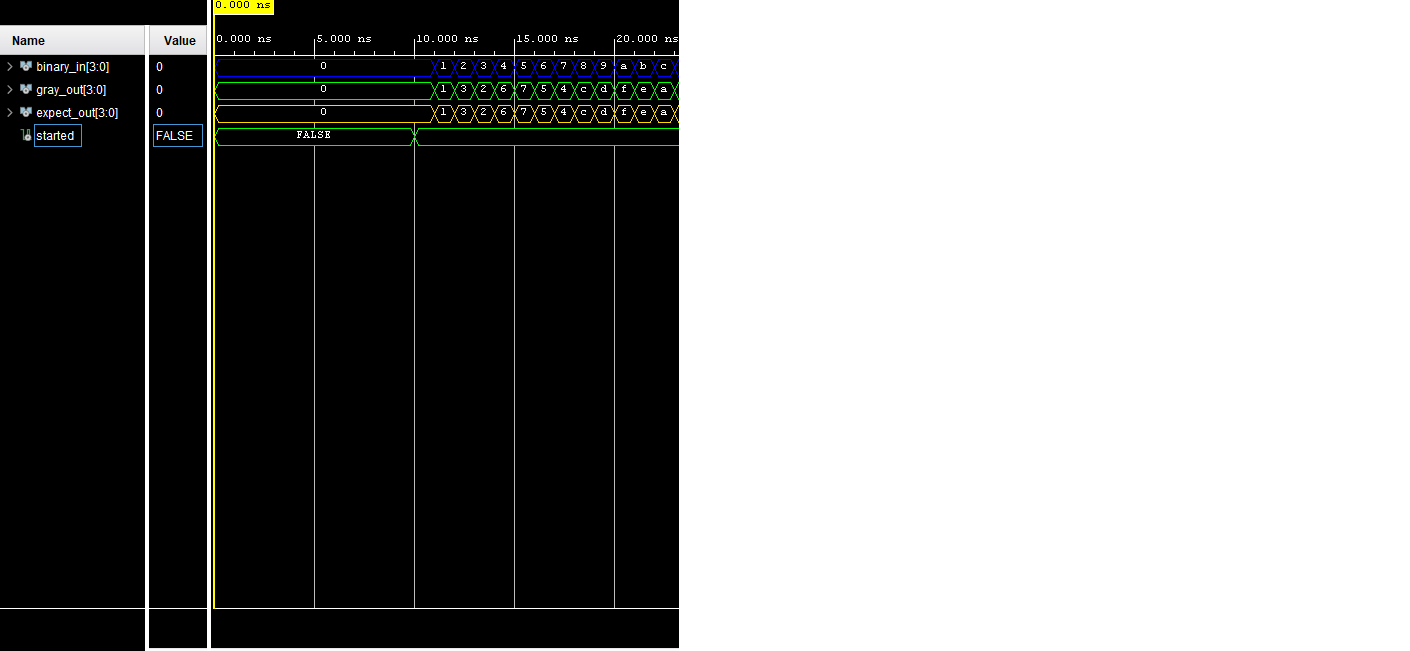 0.000 ns
Name Value
0.000 ns 5.000 ns 10.000 ns 15.000 ns 20.000 ns
binary_in[3:0] 0 0 1 2 3 4 5 6 7 8 9 a b c
gray_out[3:0] 0 0 1 3 2 6 7 5 4 c d f e a
expect_out[3:0] 0 0 1 3 2 6 7 5 4 c d f e a
started FALSE FALSE